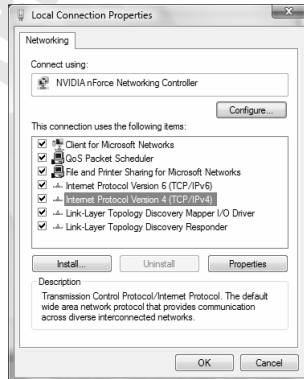 Local Connection Properties
Networking
Connect using:
NVIDIA nForce Networking Controller
Configure...
This connection uses the following items:
Client for Microsoft Networks
QoS Packet Scheduler
File and Printer Sharing for Microsoft Networks
Internet Protocol Version 6 (TCP/IPv6)
Internet Protocol Version 4 (TCP/IPv4)
Link-Layer Topology Discovery Mapper I/O Driver
Link-Layer Topology Discovery Responder
Install... Uninstall Properties
Description
Transmission Control Protocol/Internet Protocol. The default
wide area network protocol that provides communication
across diverse interconnected networks.
OK Cancel